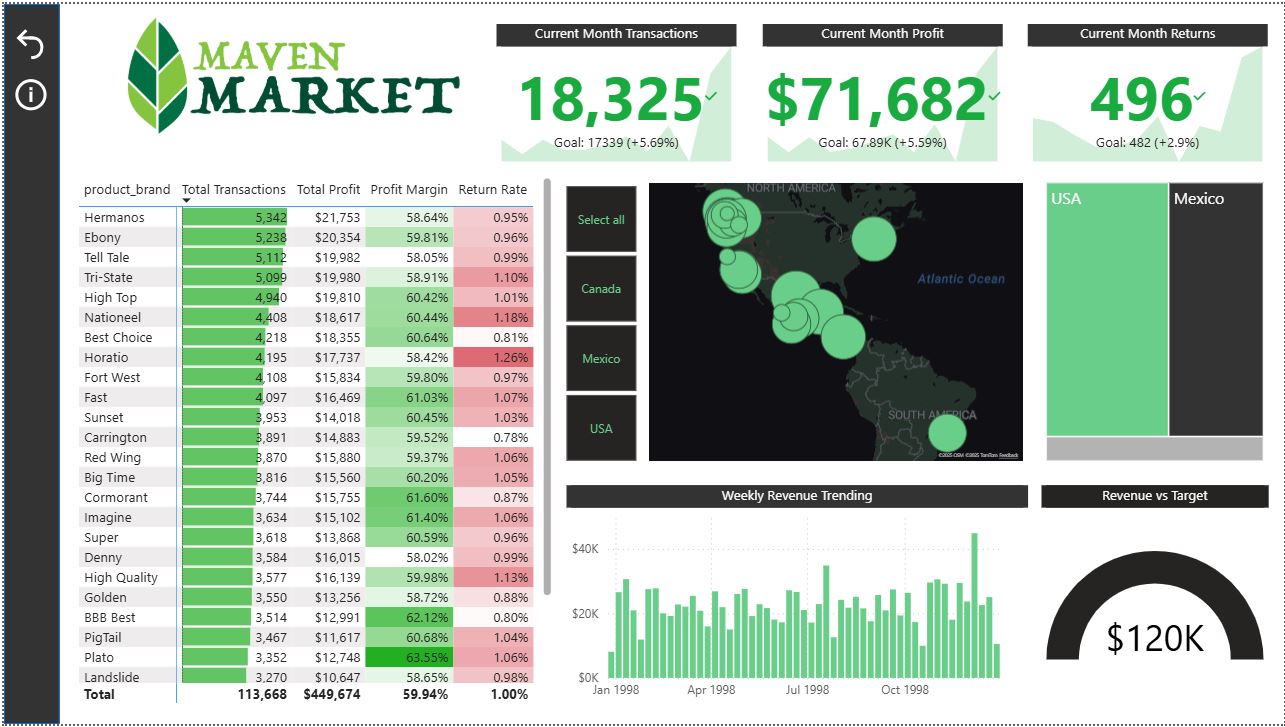 MAVEN
MARKET
Current Month Transactions
18,325
Goal: 17339 (+5.69%)
Current Month Profit
$71,682
Goal: 67.89K (+5.59%)
Current Month Returns
496
Goal: 482 (+2.9%)
product_brand Total Transactions Total Profit Profit Margin Return Rate
Hermanos 5,342 $21,753 58.64% 0.95%
Ebony 5,238 $20,354 59.81% 0.96%
Tell Tale 5,112 $19,982 58.05% 0.99%
Tri-State 5,099 $19,980 58.91% 1.10%
High Top 4,940 $19,810 60.42% 1.01%
Nationeel 4,408 $18,617 60.44% 1.18%
Best Choice 4,218 $18,355 60.64% 0.81%
Horatio 4,195 $17,737 58.42% 1.26%
Fort West 4,108 $15,834 59.80% 0.97%
Fast 4,097 $16,469 61.03% 1.07%
Sunset 3,953 $14,018 60.45% 1.03%
Carrington 3,891 $14,883 59.52% 0.78%
Red Wing 3,870 $15,880 59.37% 1.06%
Big Time 3,816 $15,560 60.20% 1.05%
Cormorant 3,744 $15,755 61.60% 0.87%
Imagine 3,634 $15,102 61.40% 1.06%
Super 3,618 $13,868 60.59% 0.96%
Denny 3,584 $16,015 58.02% 0.99%
High Quality 3,577 $16,139 59.98% 1.13%
Golden 3,550 $13,256 58.72% 0.88%
BBB Best 3,514 $12,991 62.12% 0.80%
PigTail 3,467 $11,617 60.68% 1.04%
Plato 3,352 $12,748 63.55% 1.06%
Landslide 3,270 $10,647 58.65% 0.98%
Total 113,668 $449,674 59.94% 1.00%
Select all
Canada
Mexico
USA
NORTH AMERICA
Atlantic Ocean
SOUTH AMERICA
©2025 OSM ©2025 TomTom Feedback
USA
Mexico
Weekly Revenue Trending
$40K
$20K
$0K
Jan 1998 Apr 1998 Jul 1998 Oct 1998
Revenue vs Target
$120K